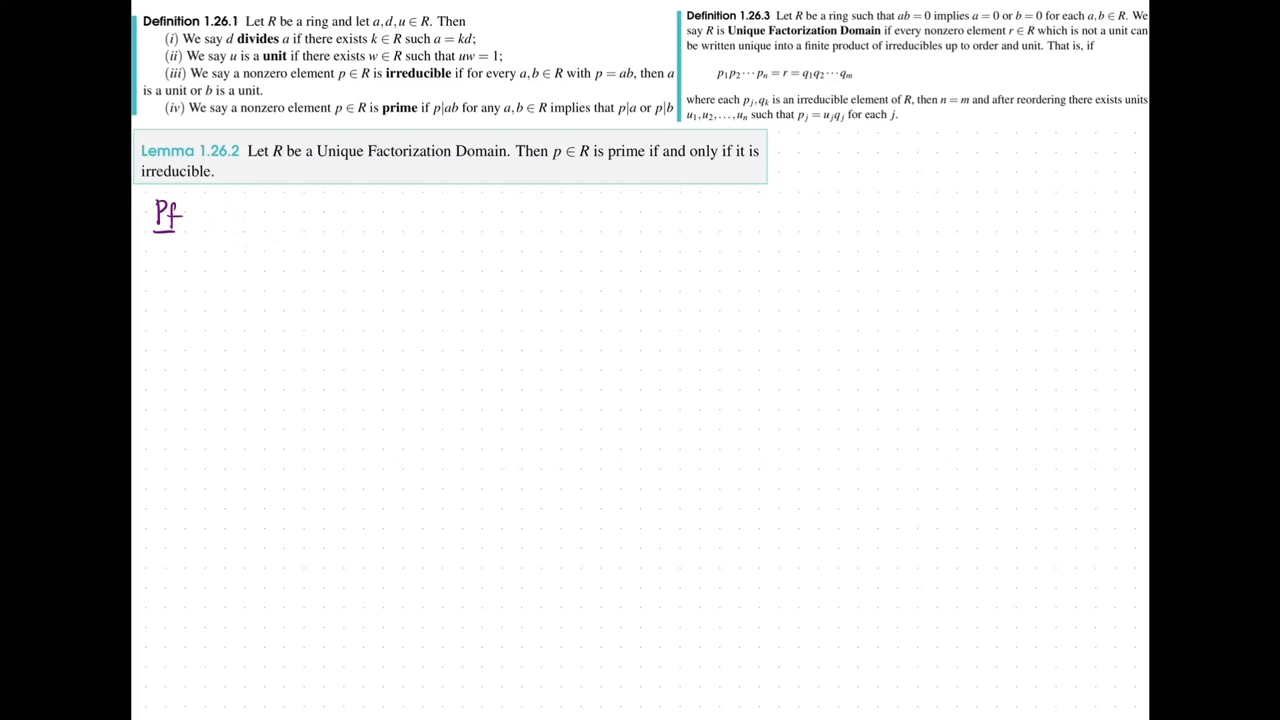 Definition 1.26.1 Let R be a ring and let a,d,u ∈ R. Then
(i) We say d divides a if there exists k ∈ R such a = kd;
(ii) We say u is a unit if there exists w ∈ R such that uw = 1;
(iii) We say a nonzero element p ∈ R is irreducible if for every a,b ∈ R with p = ab, then a
is a unit or b is a unit.
(iv) We say a nonzero element p ∈ R is prime if p|ab for any a,b ∈ R implies that p|a or p|b
Definition 1.26.3 Let R be a ring such that ab = 0 implies a = 0 or b = 0 for each a,b ∈ R. We
say R is Unique Factorization Domain if every nonzero element r ∈ R which is not a unit can
be written unique into a finite product of irreducibles up to order and unit. That is, if
p₁p₂···pₙ = r = q₁q₂···qₘ
where each pⱼ,qₖ is an irreducible element of R, then n = m and after reordering there exists units
u₁,u₂,...,uₙ such that pⱼ = uⱼqⱼ for each j.
Lemma 1.26.2 Let R be a Unique Factorization Domain. Then p ∈ R is prime if and only if it is
irreducible.
Pf